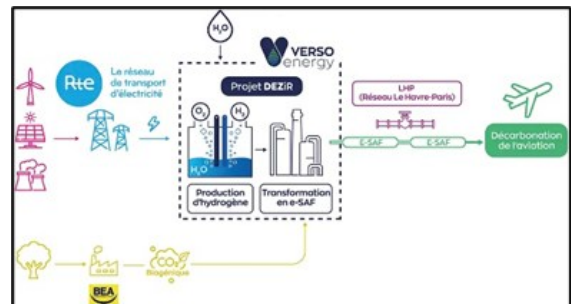 H₂O
VERSO
energy
Rte
Le réseau
de transport
d'électricité
Projet DEZiR
O₂
H₂
H₂O
Production
d'hydrogène
Transformation
en e-SAF
LHP
(Réseau Le Havre-Paris)
E-SAF
E-SAF
Décarbonation
de l'aviation
BEA
CO₂
Biogénique